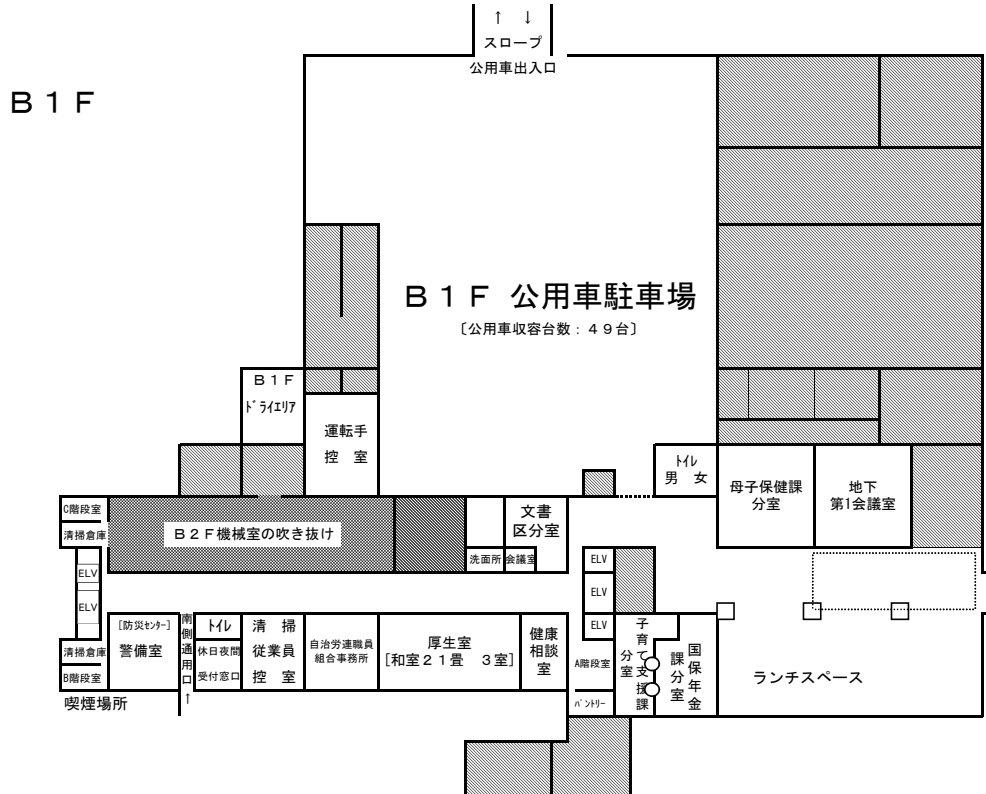 ↑ ↓
スロープ
公用車出入口
Ｂ１Ｆ
Ｂ１Ｆ 公用車駐車場
〔公用車収容台数：４９台〕
Ｂ１Ｆ
ﾄﾞﾗｲｴﾘｱ
運転手
控 室
ﾄｲﾚ
男 女
母子保健課
分室
地下
第1会議室
C階段室
清掃倉庫
Ｂ２Ｆ機械室の吹き抜け
文書
区分室
洗面所
会議室
ELV
ELV
ELV
ELV
ELV
清掃倉庫
B階段室
喫煙場所
[防災ｾﾝﾀｰ]
警備室
南側通用口
↑
ﾄｲﾚ
休日夜間
受付窓口
清 掃
従業員
控 室
自治労連職員
組合事務所
厚生室
[和室２１畳 ３室]
健康
相談
室
A階段室
ﾊﾟﾝﾄﾘｰ
子育て支援課
分室
国保年金
課分室
ランチスペース